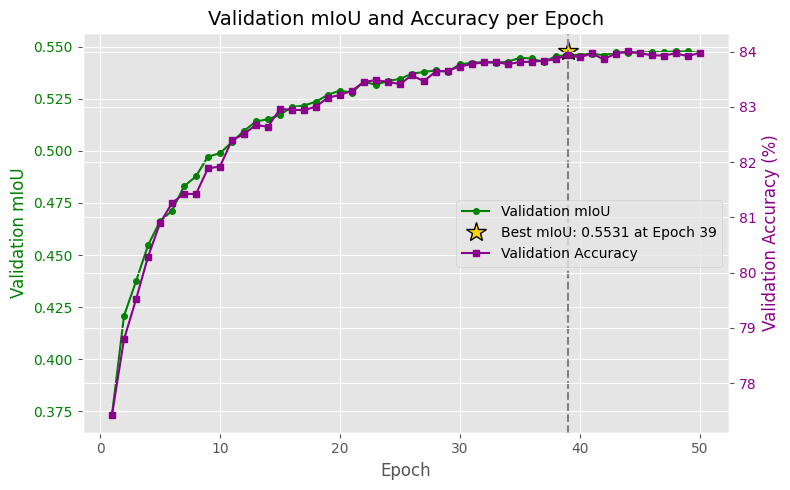 Validation mIoU and Accuracy per Epoch
Validation mIoU
0.550
0.525
0.500
0.475
0.450
0.425
0.400
0.375
84
83
82
81
80
79
78
Validation Accuracy (%)
Validation mIoU
Best mIoU: 0.5531 at Epoch 39
Validation Accuracy
0 10 20 30 40 50
Epoch